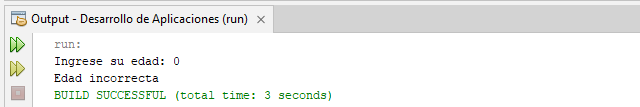 Output - Desarrollo de Aplicaciones (run)
run:
Ingrese su edad: 0
Edad incorrecta
BUILD SUCCESSFUL (total time: 3 seconds)